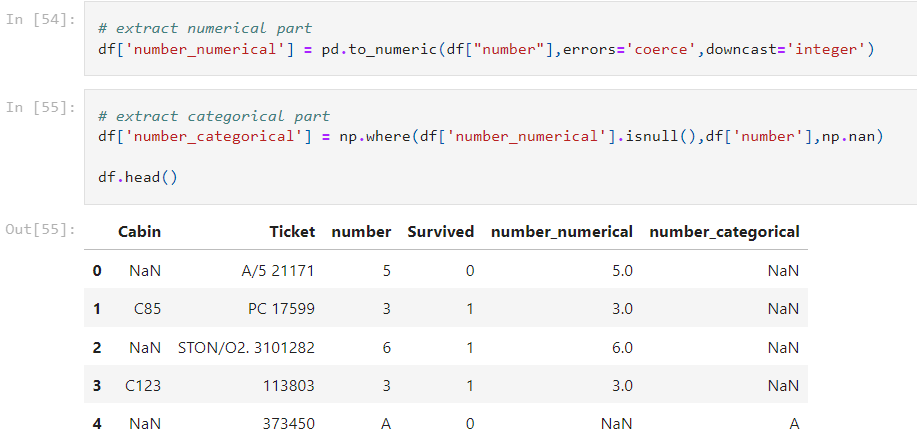 In [54]:
# extract numerical part
df['number_numerical'] = pd.to_numeric(df["number"],errors='coerce',downcast='integer')
In [55]:
# extract categorical part
df['number_categorical'] = np.where(df['number_numerical'].isnull(),df['number'],np.nan)
df.head()
Out[55]:
Cabin Ticket number Survived number_numerical number_categorical
0 NaN A/5 21171 5 0 5.0 NaN
1 C85 PC 17599 3 1 3.0 NaN
2 NaN STON/O2. 3101282 6 1 6.0 NaN
3 C123 113803 3 1 3.0 NaN
4 NaN 373450 A 0 NaN A